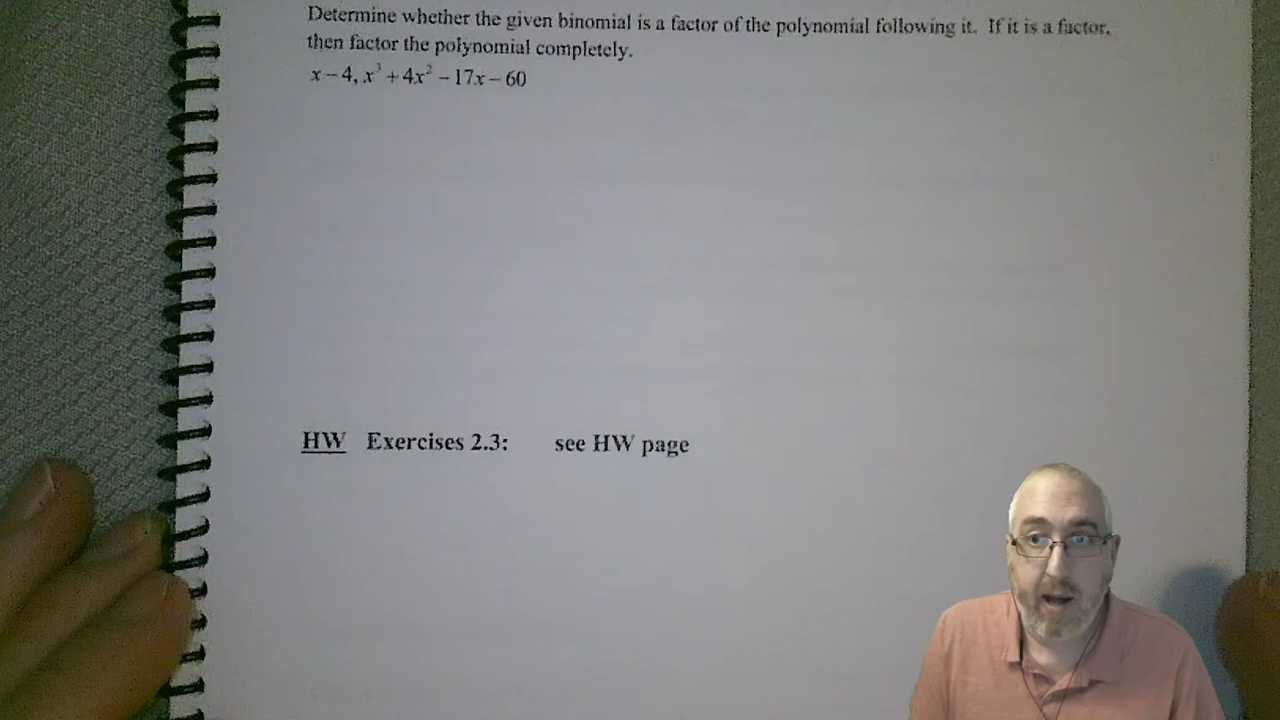 Determine whether the given binomial is a factor of the polynomial following it. If it is a factor,
then factor the polynomial completely.
x – 4, x³ + 4x² – 17x – 60
HW Exercises 2.3: see HW page